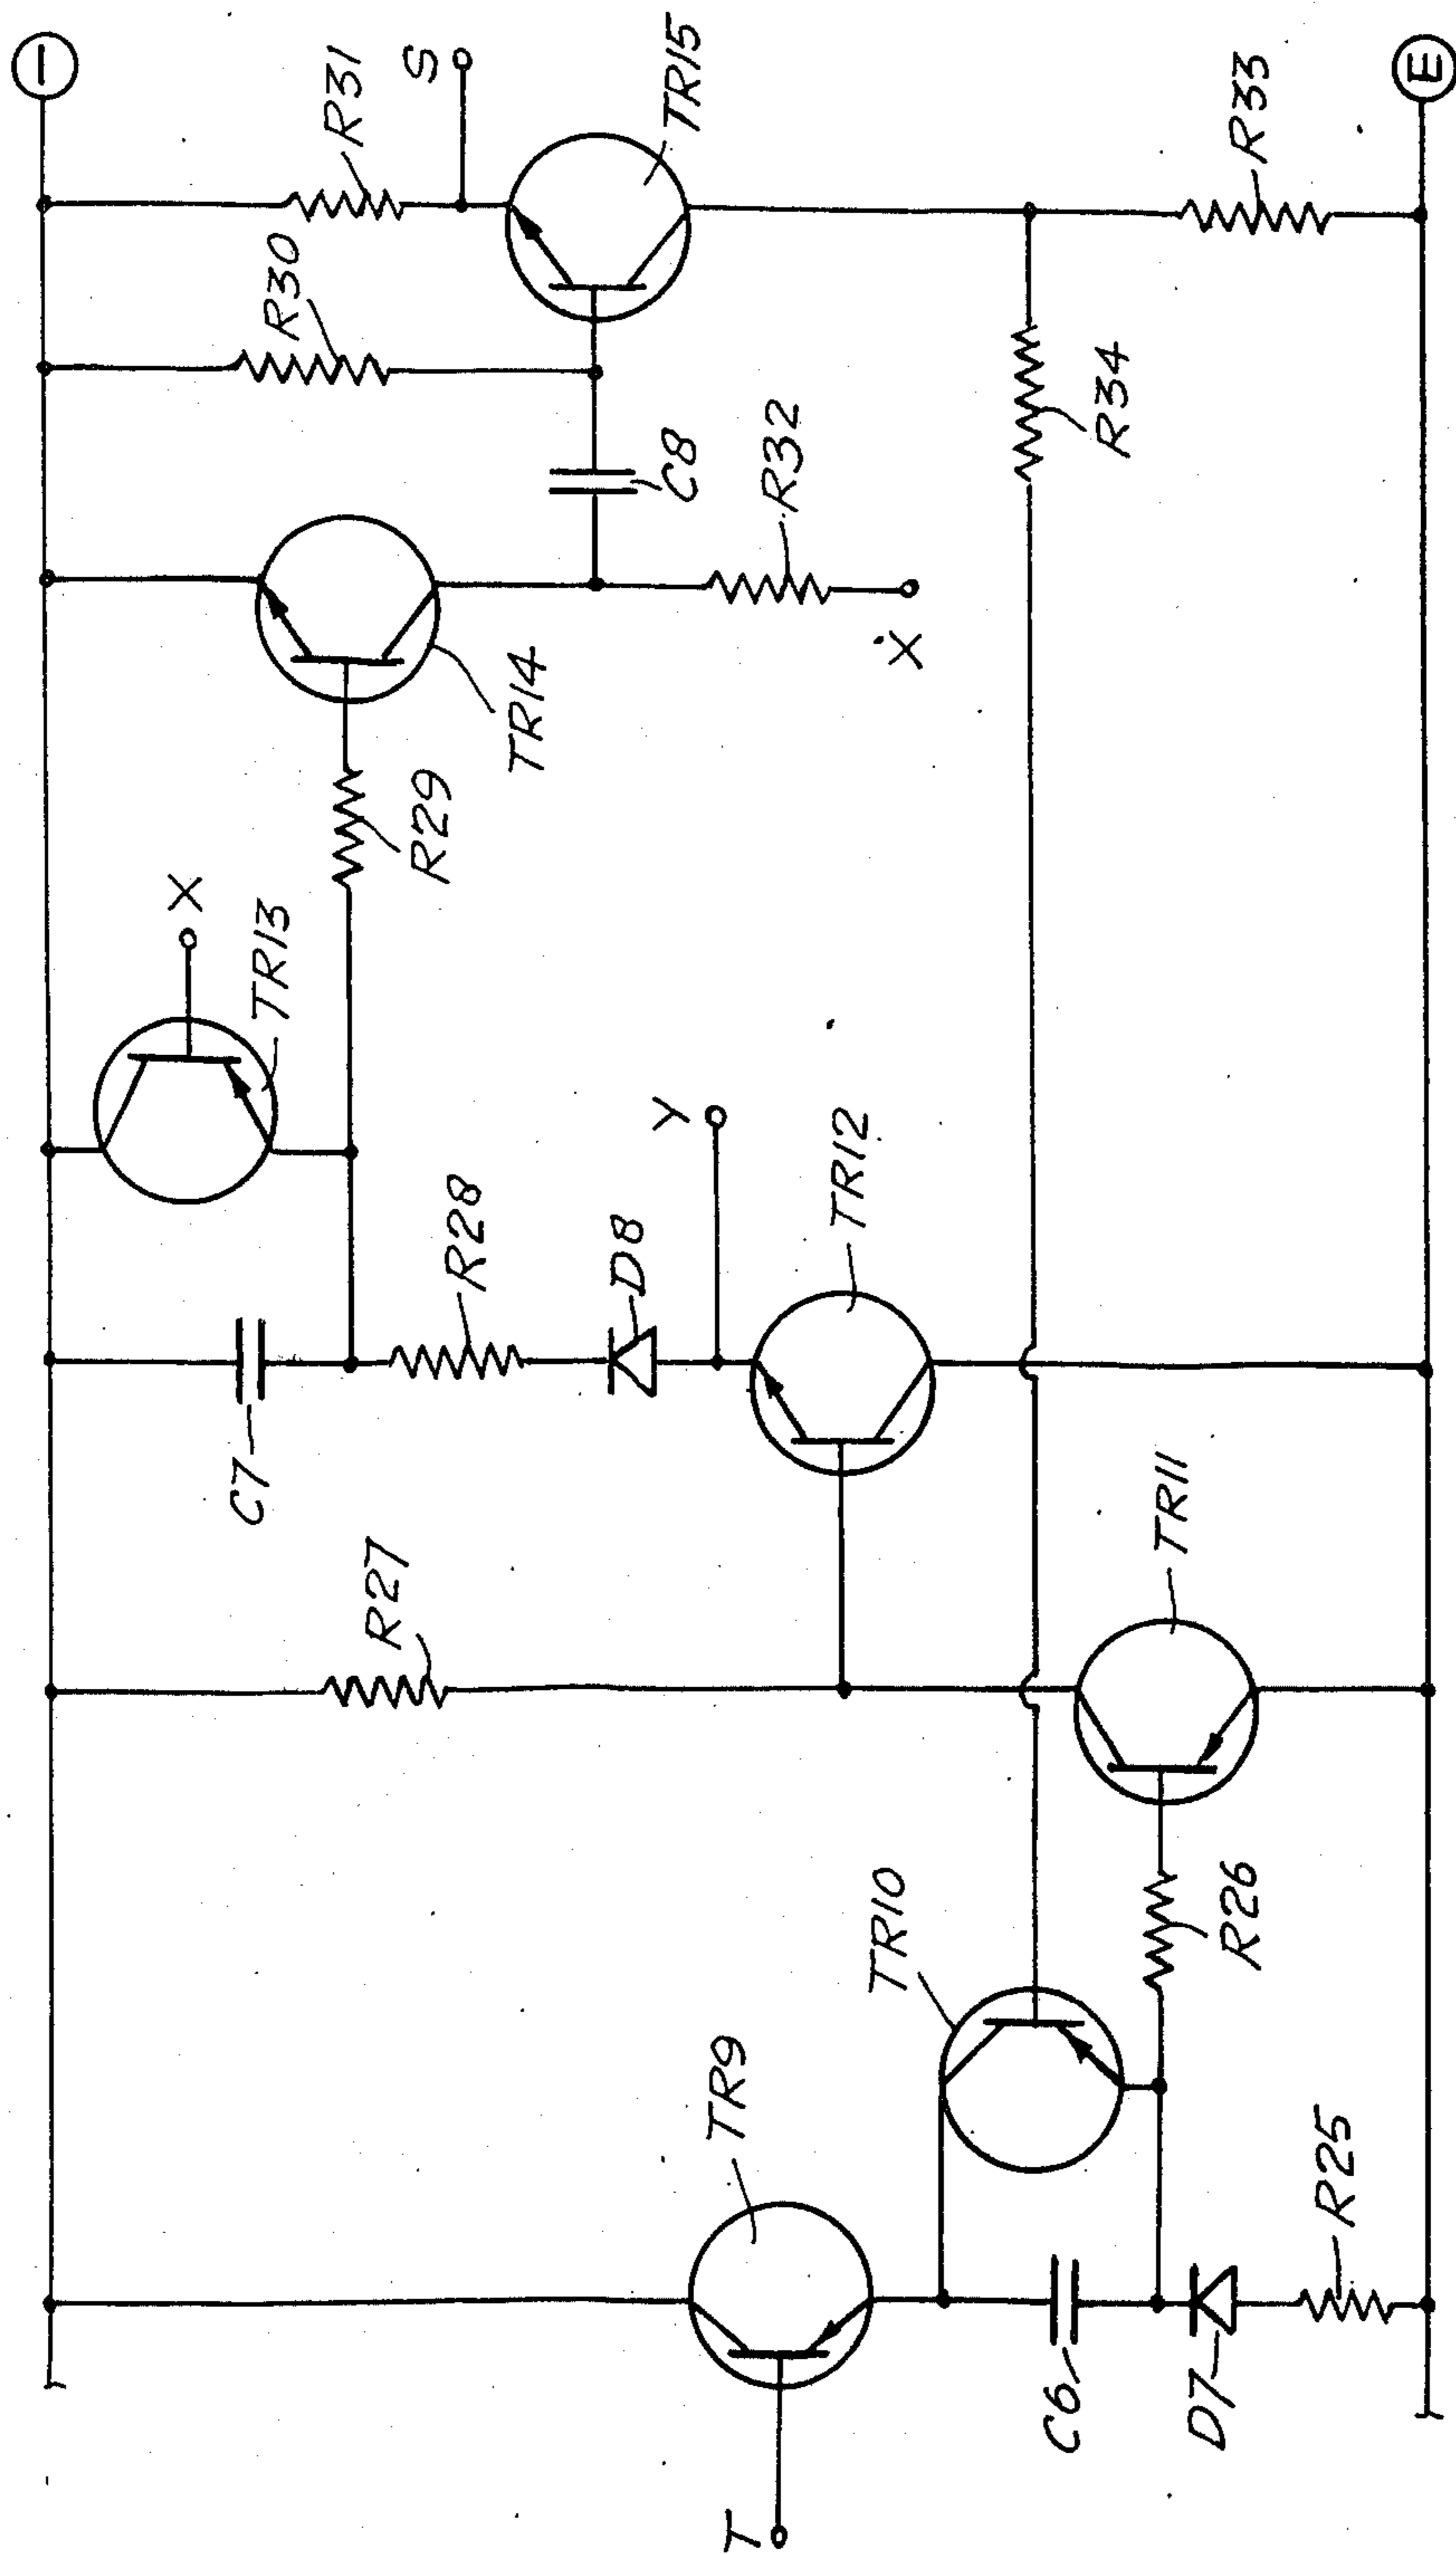 I
R31
S
TR15
R30
R33
C8
R32
R34
X
TR14
R29
X
TR13
Y
TR12
R28
D8
C7
R27
TR11
TR10
R26
TR9
R25
C6
D7
T
E